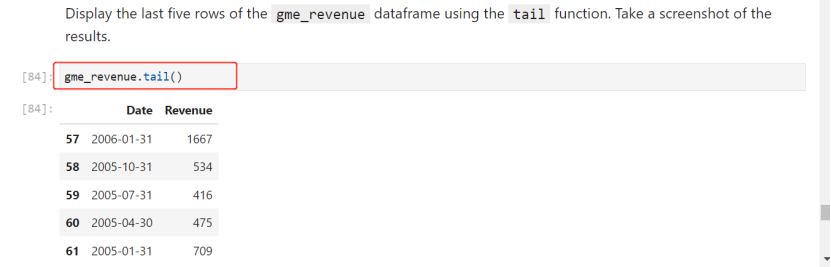 Display the last five rows of the gme_revenue dataframe using the tail function. Take a screenshot of the
results.
[84]: gme_revenue.tail()
[84]:
Date Revenue
57 2006-01-31 1667
58 2005-10-31 534
59 2005-07-31 416
60 2005-04-30 475
61 2005-01-31 709